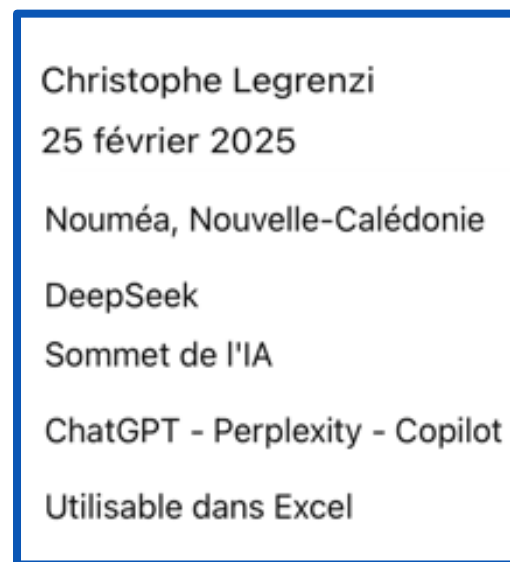 Christophe Legrenzi
25 février 2025
Nouméa, Nouvelle-Calédonie
DeepSeek
Sommet de l'IA
ChatGPT - Perplexity - Copilot
Utilisable dans Excel